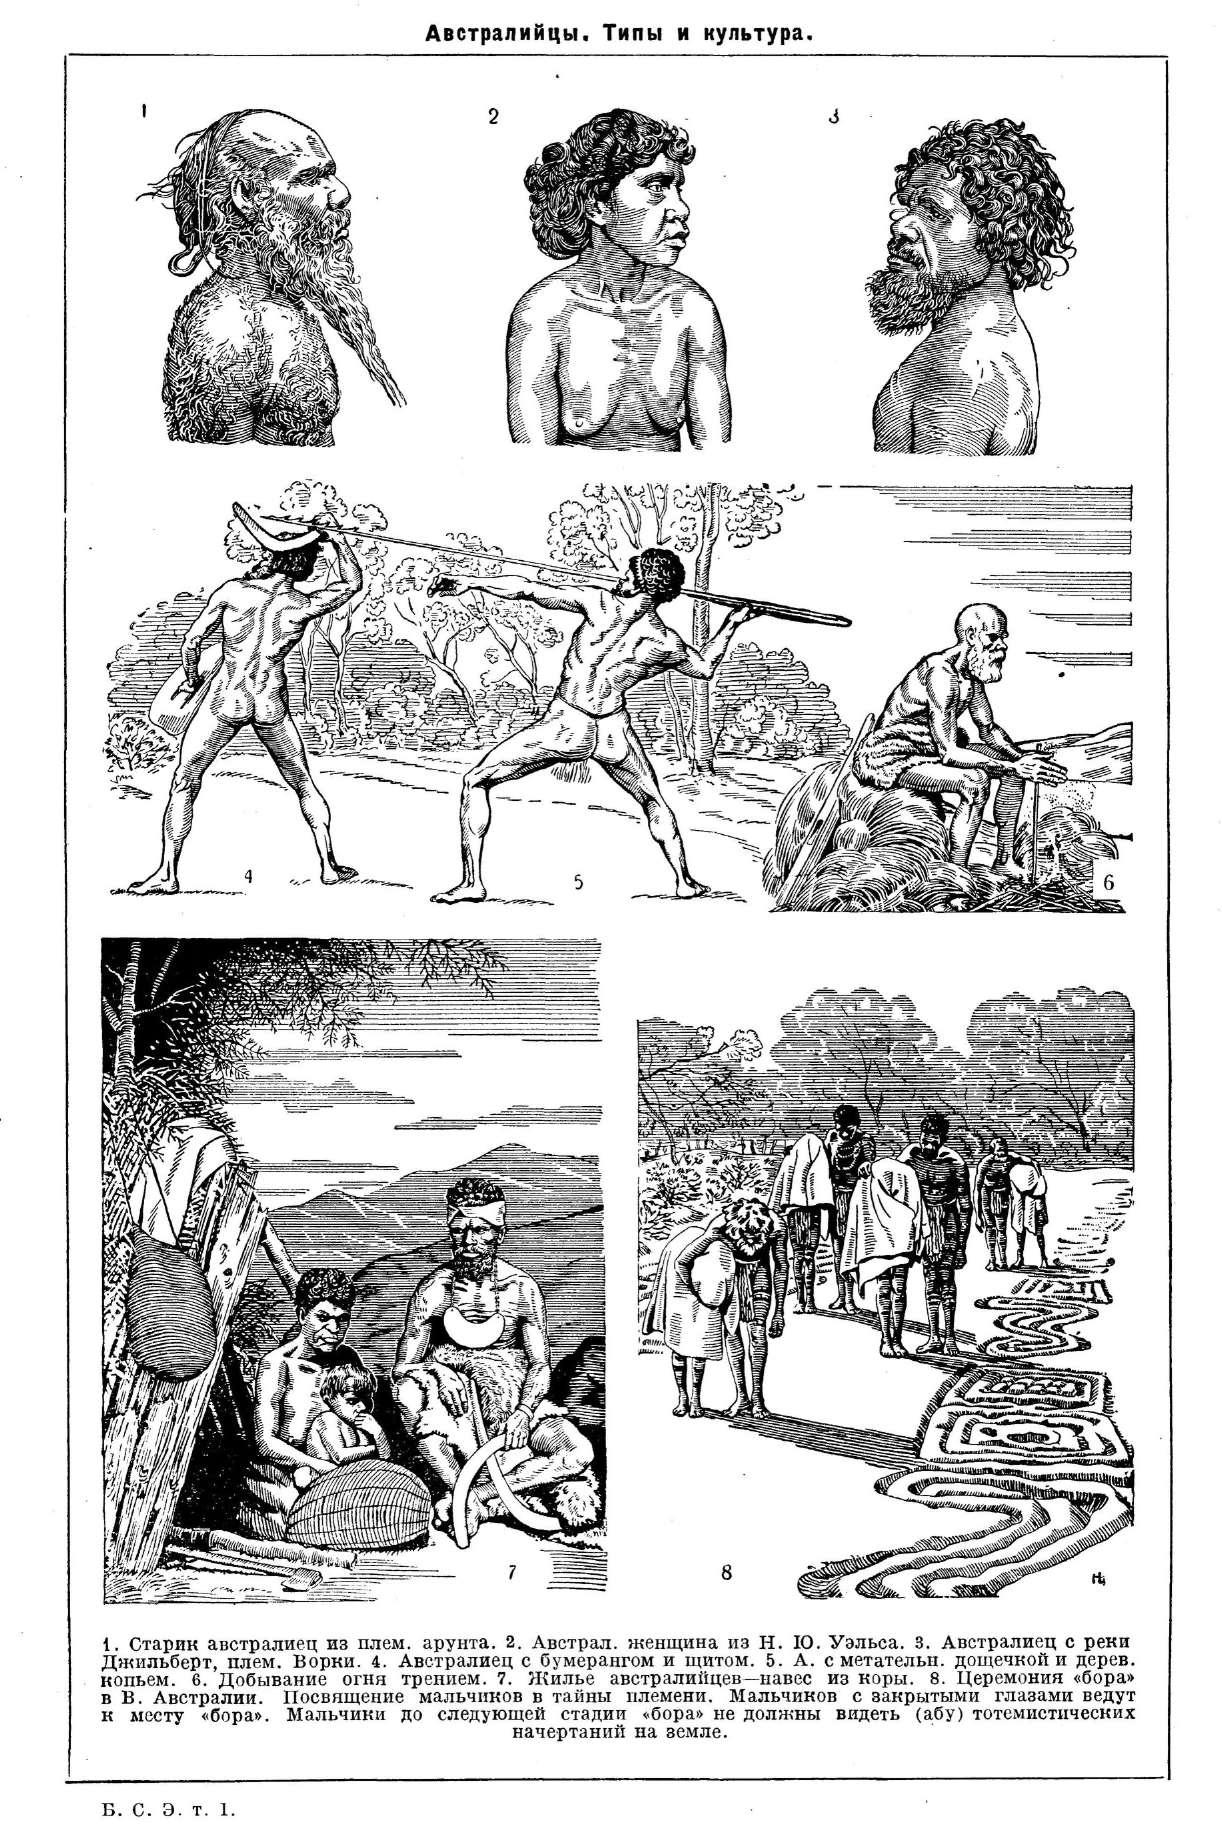 Австралийцы. Типы и культура.
1
2
3
4
5
6
7
8
1. Старик австралиец из плем. арунта. 2. Австрал. женщина из Н. Ю. Уэльса. 3. Австралиец с реки
Джильберт, плем. Ворки. 4. Австралиец с бумерангом и щитом. 5. А. с метательн. дощечкой и дерев.
копьем. 6. Добывание огня трением. 7. Жилье австралийцев—навес из коры. 8. Церемония «бора»
в В. Австралии. Посвящение мальчиков в тайны племени. Мальчиков с закрытыми глазами ведут
к месту «бора». Мальчики до следующей стадии «бора» не должны видеть (абу) тотемистических
начертаний на земле.
Б. С. Э. т. 1.